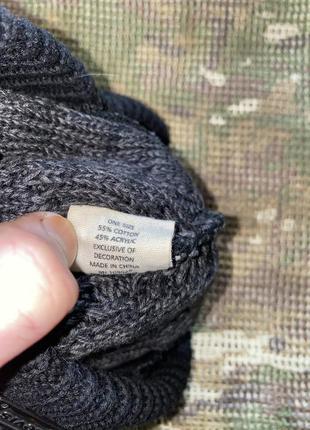 ONE SIZE
55% COTTON
45% ACRYLIC
EXCLUSIVE OF
DECORATION
MADE IN CHINA